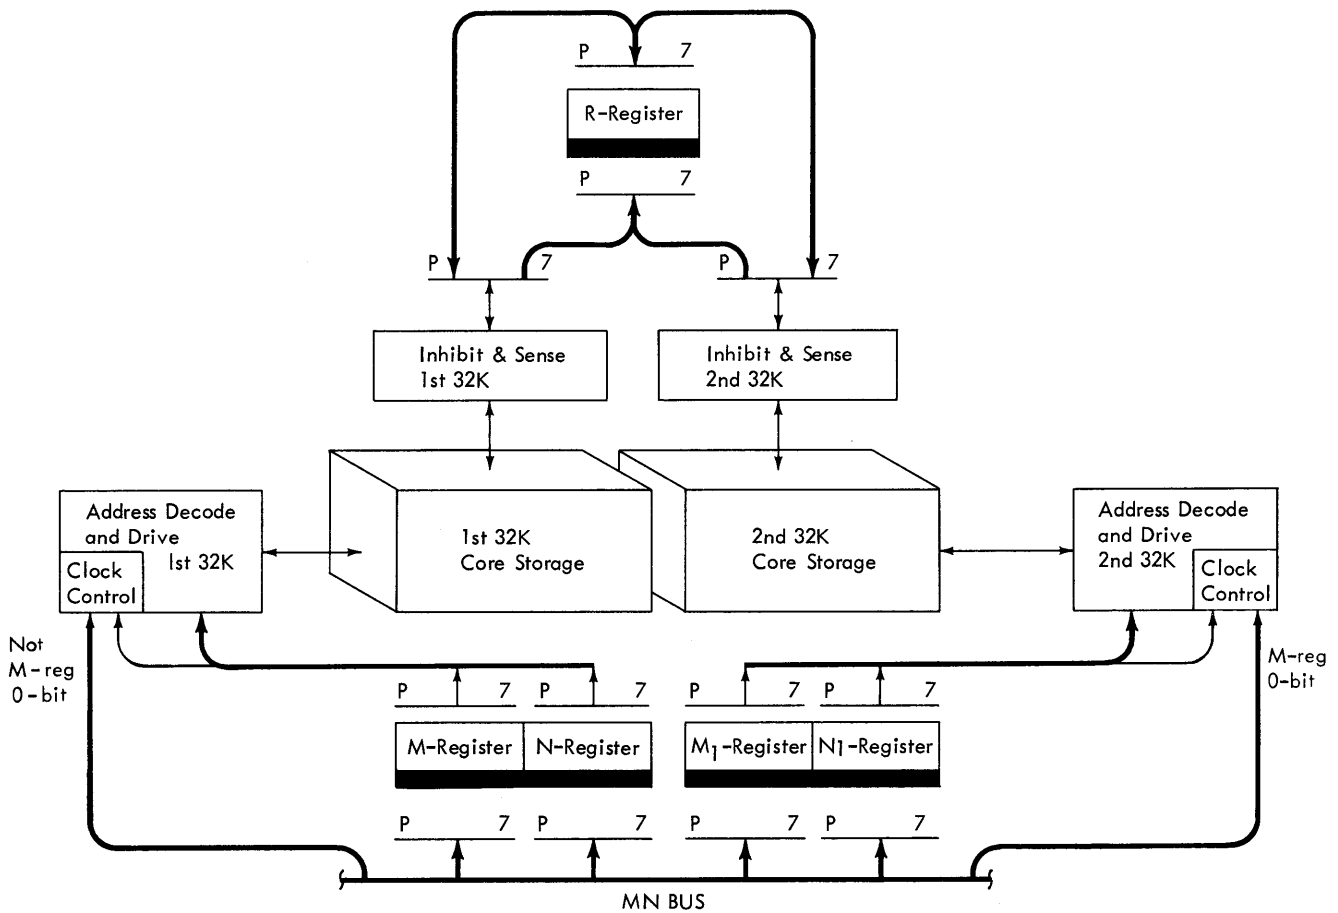 P 7
R-Register
P 7
P 7
P 7
Inhibit & Sense
1st 32K
Inhibit & Sense
2nd 32K
Address Decode
and Drive
1st 32K
Clock
Control
1st 32K
Core Storage
2nd 32K
Core Storage
Address Decode
and Drive
2nd 32K
Clock
Control
Not
M-reg
0-bit
M-reg
0-bit
P 7 P 7
P 7 P 7
M-Register N-Register
M1-Register N1-Register
P 7 P 7
P 7 P 7
MN BUS